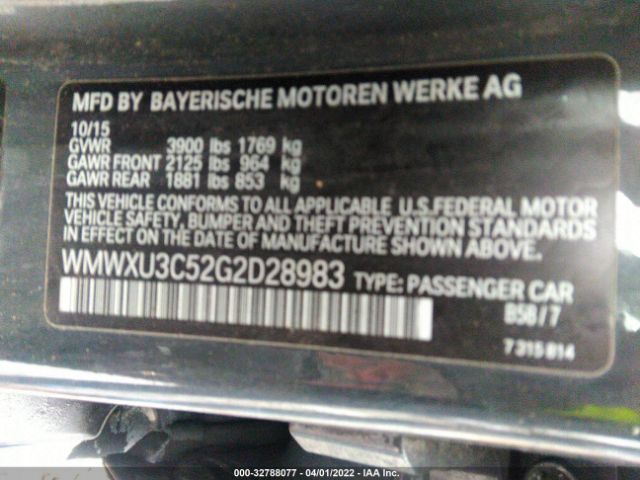 MFD BY BAYERISCHE MOTOREN WERKE AG
10/15
GVWR 3900 lbs 1769 kg
GAWR FRONT 2125 lbs 964 kg
GAWR REAR 1881 lbs 853 kg
THIS VEHICLE CONFORMS TO ALL APPLICABLE U.S.FEDERAL MOTOR
VEHICLE SAFETY, BUMPER AND THEFT PREVENTION STANDARDS
IN EFFECT ON THE DATE OF MANUFACTURE SHOWN ABOVE.
WMWXU3C52G2D28983 TYPE: PASSENGER CAR
B5B / 7
7 315 814
000-32788077 - 04/01/2022 - IAA Inc.